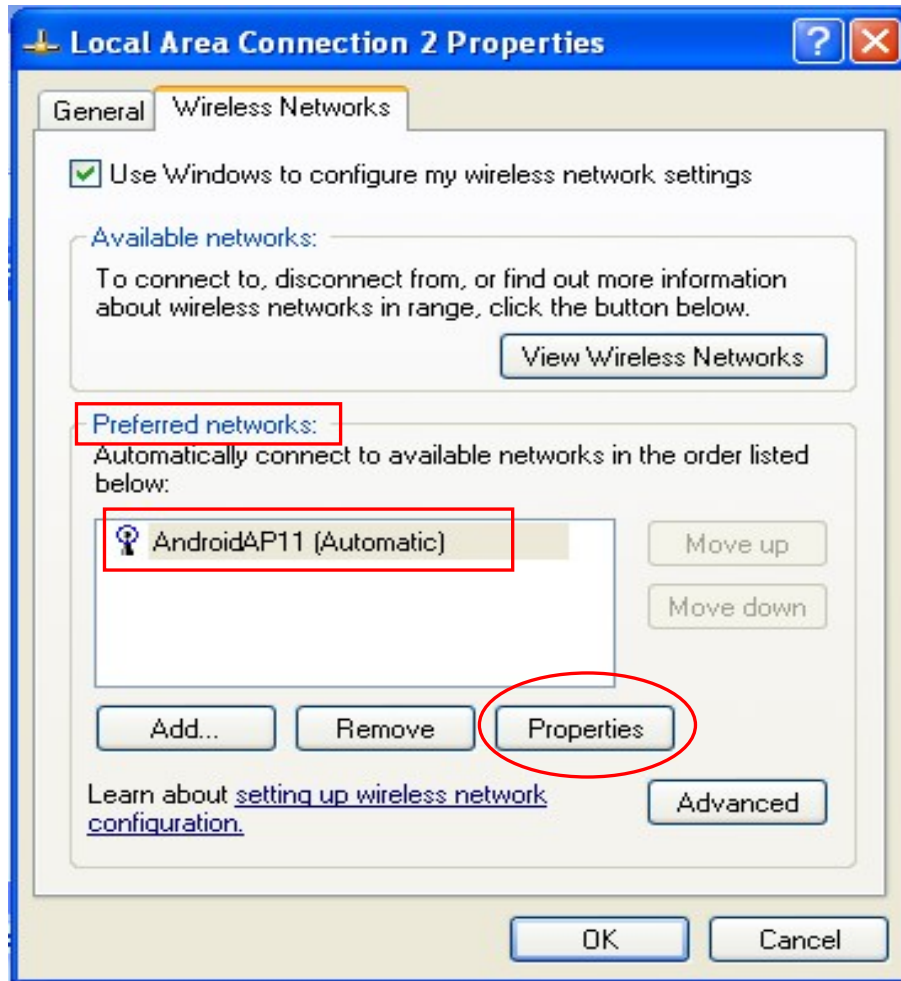 Local Area Connection 2 Properties
General
Wireless Networks
Use Windows to configure my wireless network settings
Available networks:
To connect to, disconnect from, or find out more information
about wireless networks in range, click the button below.
View Wireless Networks
Preferred networks:
Automatically connect to available networks in the order listed
below:
AndroidAP11 (Automatic)
Move up
Move down
Add...
Remove
Properties
Learn about setting up wireless network
configuration.
Advanced
OK
Cancel